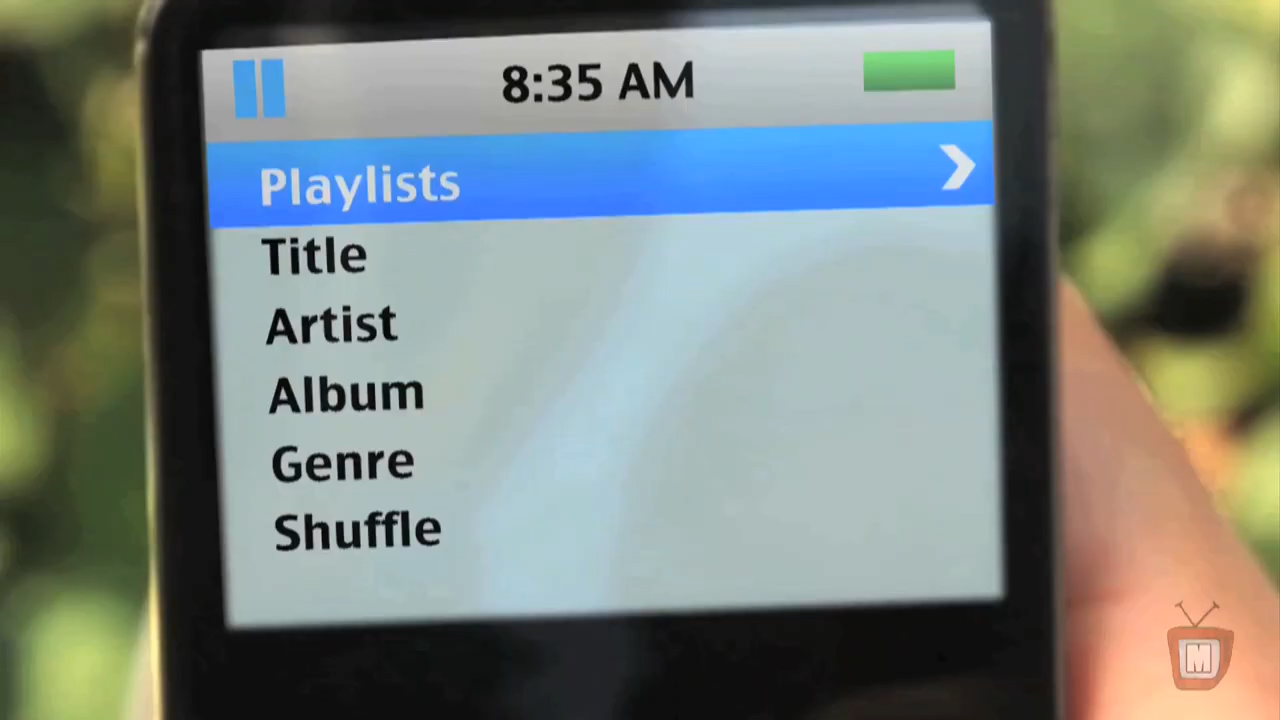 8:35 AM
Playlists
Title
Artist
Album
Genre
Shuffle
M